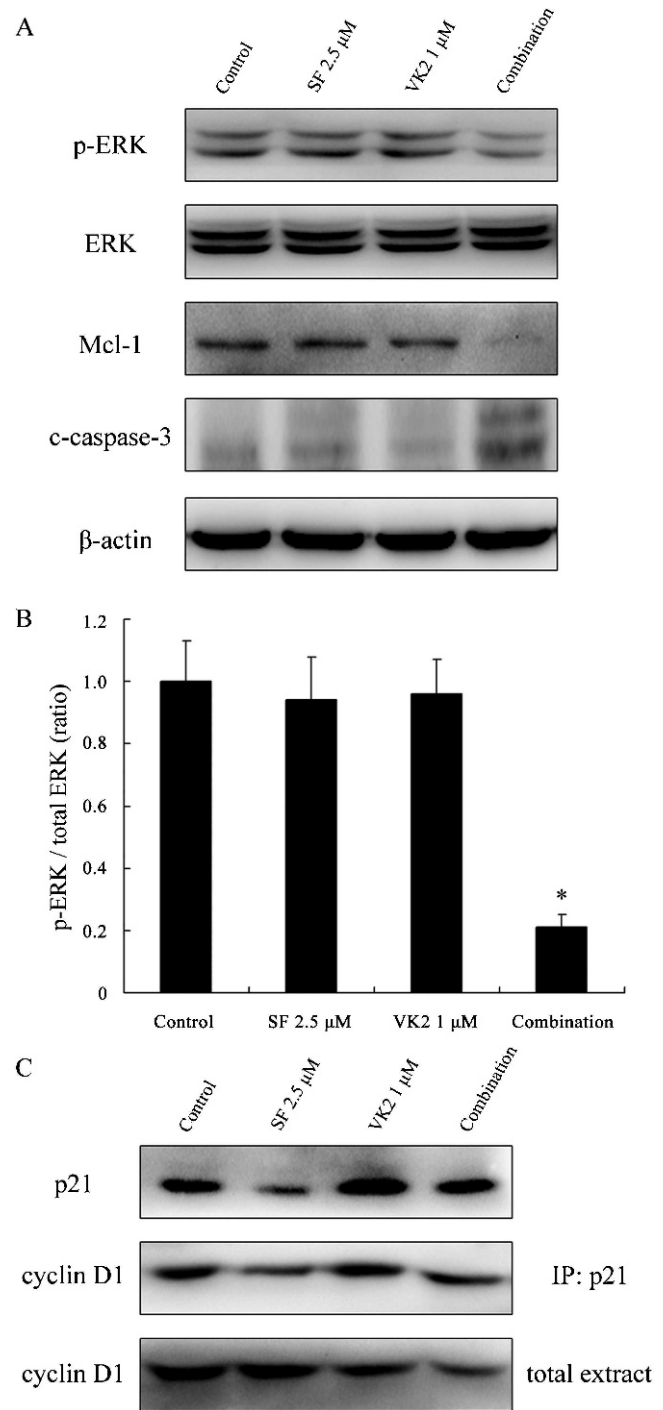 A
Control
SF 2.5 μM
VK2 1 μM
Combination
p-ERK
ERK
Mcl-1
c-caspase-3
β-actin
B
p-ERK / total ERK (ratio)
1.2
1.0
0.8
0.6
0.4
0.2
0
*
Control
SF 2.5 μM
VK2 1 μM
Combination
C
Control
SF 2.5 μM
VK2 1 μM
Combination
p21
cyclin D1
IP: p21
cyclin D1
total extract